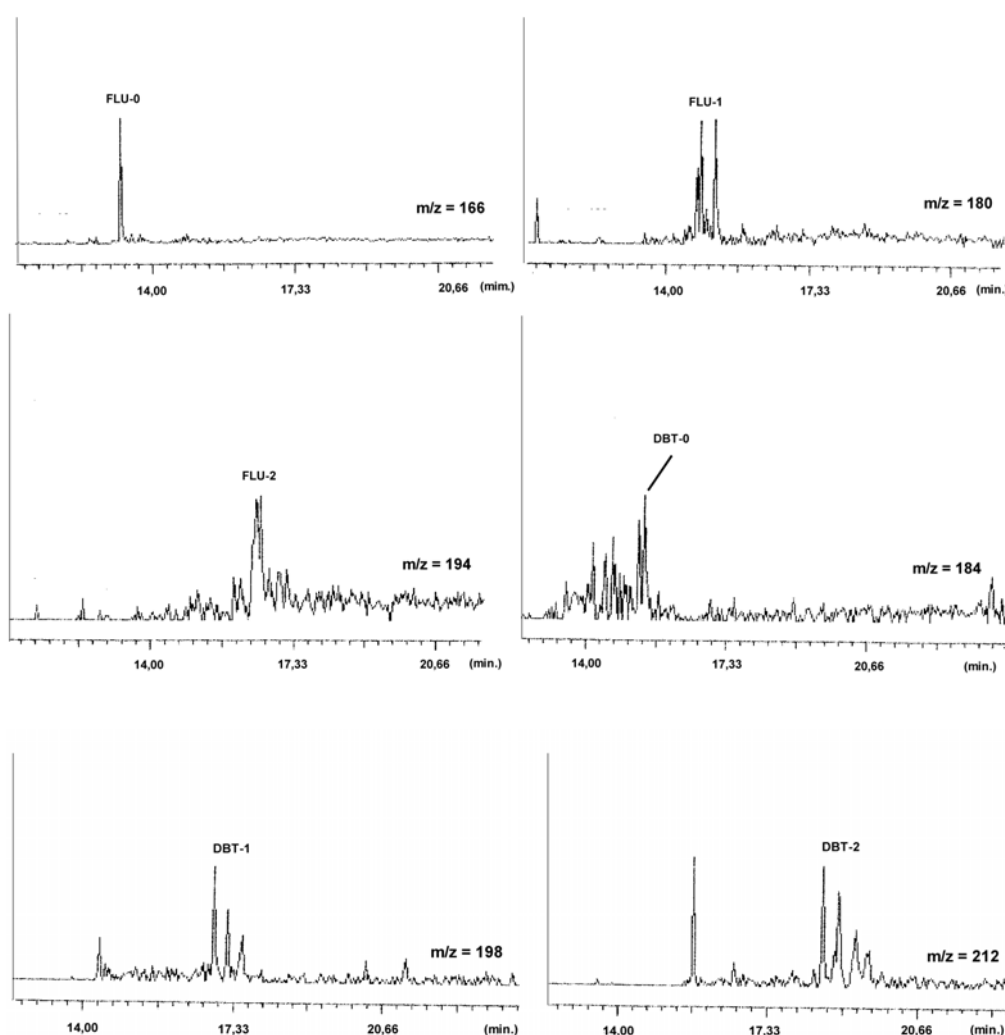 FLU-0
m/z = 166
14,00 17,33 20,66 (mim.)
FLU-1
m/z = 180
14,00 17,33 20,66 (min.)
FLU-2
m/z = 194
14,00 17,33 20,66 (min.)
DBT-0
m/z = 184
14,00 17,33 20,66 (min.)
DBT-1
m/z = 198
14,00 17,33 20,66 (min.)
DBT-2
m/z = 212
14,00 17,33 20,66 (min.)